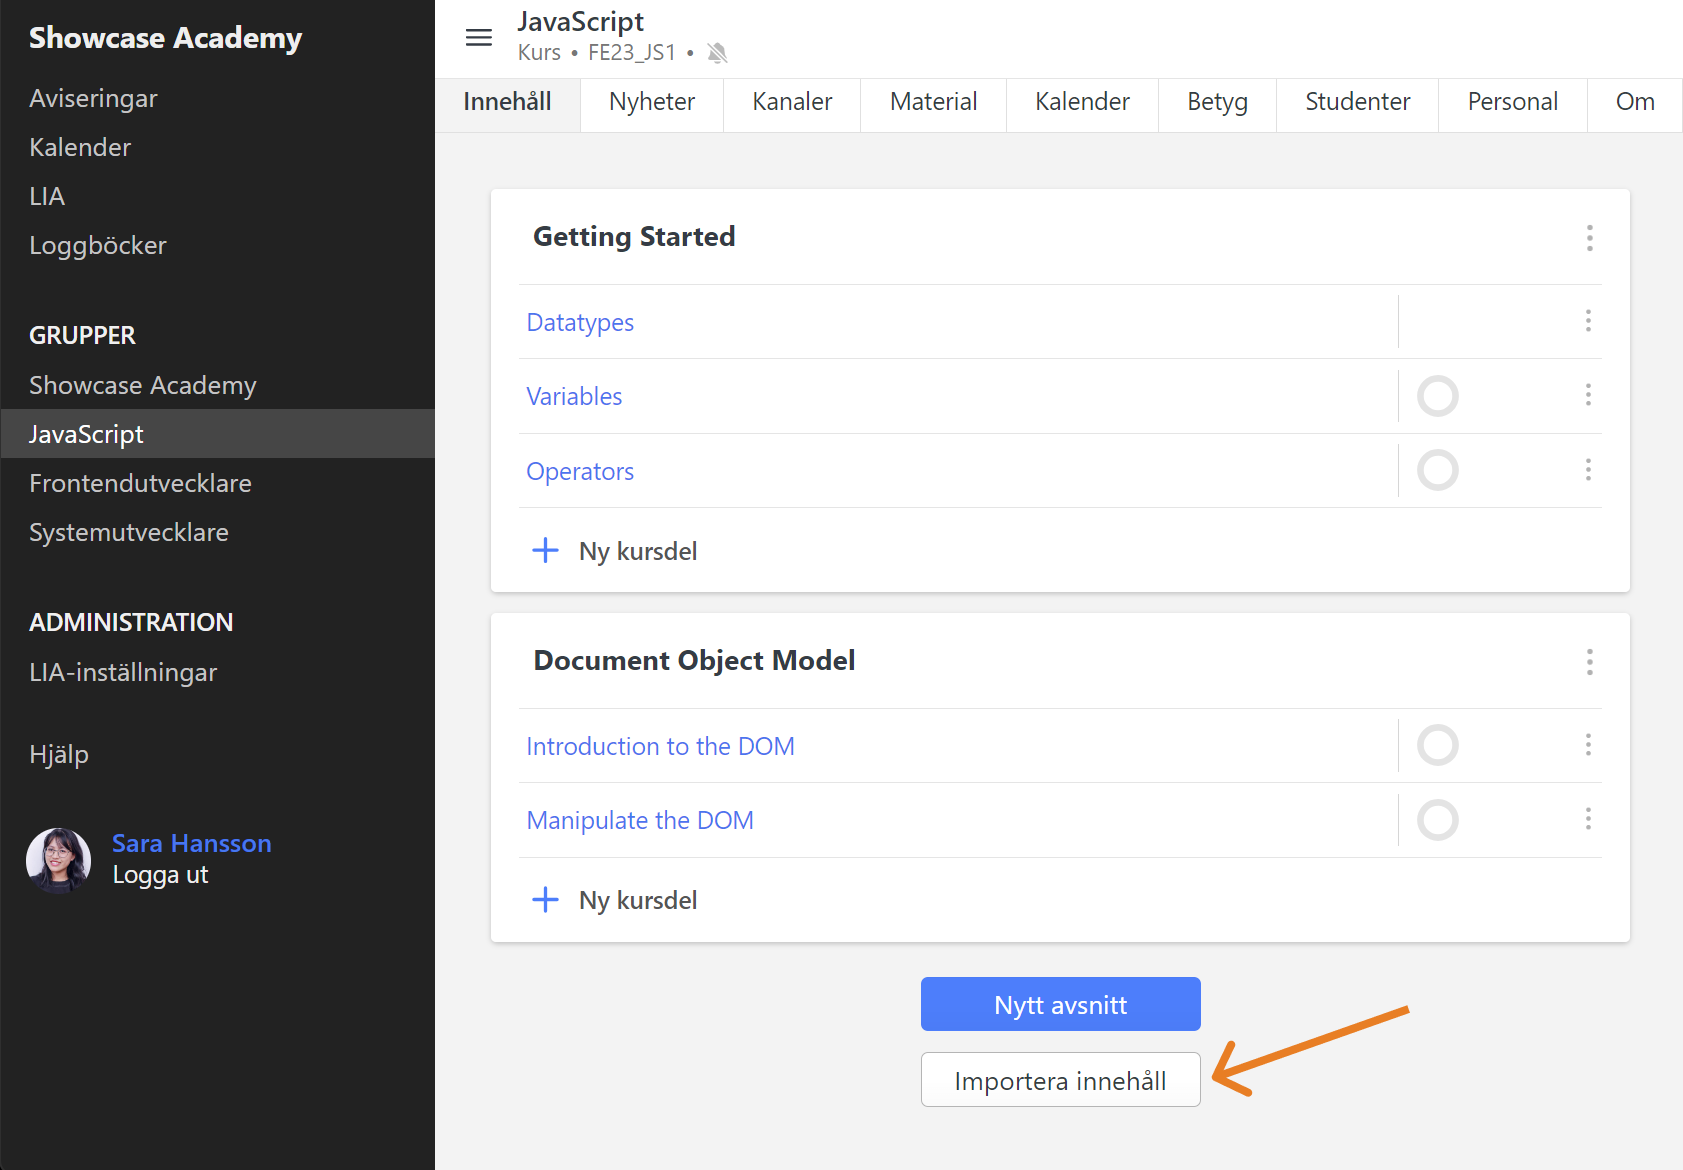 Showcase Academy
Aviseringar
Kalender
LIA
Loggböcker
GRUPPER
Showcase Academy
JavaScript
Frontendutvecklare
Systemutvecklare
ADMINISTRATION
LIA-inställningar
Hjälp
Sara Hansson
Logga ut
JavaScript
Kurs • FE23_JS1 •
Innehåll Nyheter Kanaler Material Kalender Betyg Studenter Personal Om
Getting Started
Datatypes
Variables
Operators
Ny kursdel
Document Object Model
Introduction to the DOM
Manipulate the DOM
Ny kursdel
Nytt avsnitt
Importera innehåll